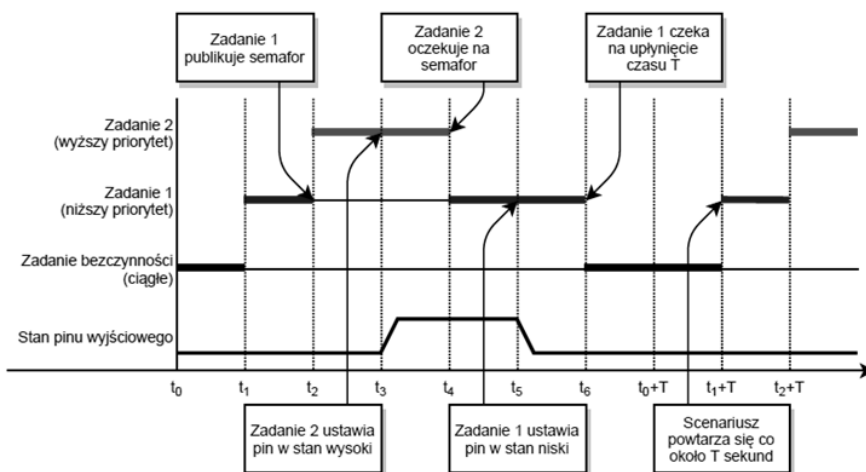 Zadanie 1
publikuje semafor
Zadanie 2
oczekuje na
semafor
Zadanie 1 czeka
na upłynięcie
czasu T
Zadanie 2
(wyższy priorytet)
Zadanie 1
(niższy priorytet)
Zadanie bezczynności
(ciągłe)
Stan pinu wyjściowego
t₀ t₁ t₂ t₃ t₄ t₅ t₆ t₀+T t₁+T t₂+T
Zadanie 2 ustawia
pin w stan wysoki
Zadanie 1 ustawia
pin w stan niski
Scenariusz
powtarza się co
około T sekund